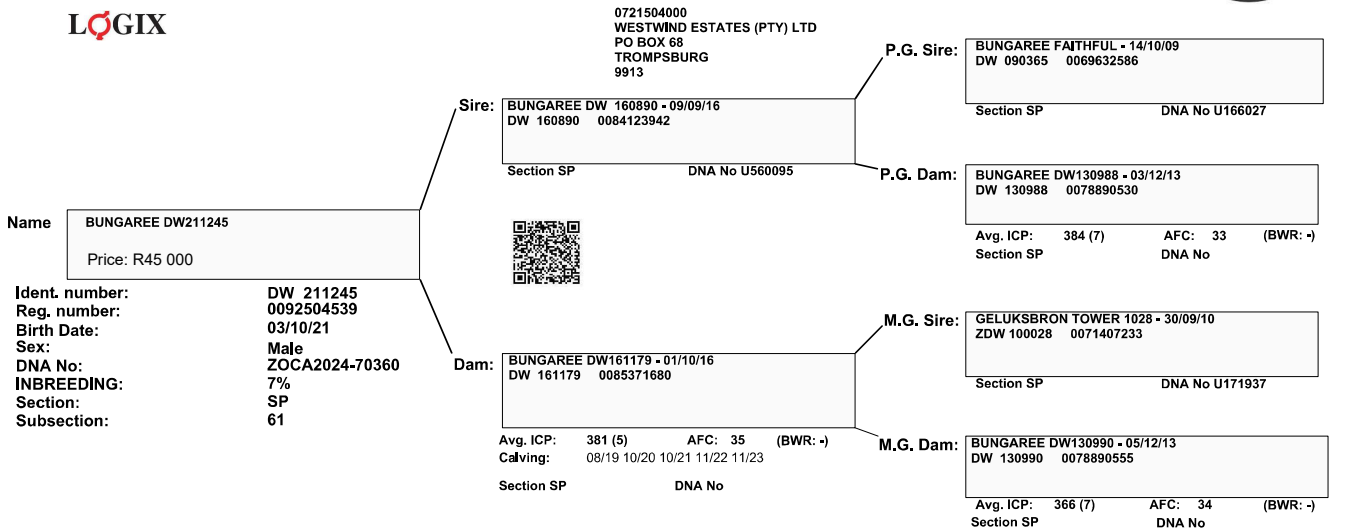 LOGIX
0721504000
WESTWIND ESTATES (PTY) LTD
PO BOX 68
TROMPSBURG
9913
Name
BUNGAREE DW211245
Price: R45 000
Ident. number: DW 211245
Reg. number: 0092504539
Birth Date: 03/10/21
Sex: Male
DNA No: ZOCA2024-70360
INBREEDING: 7%
Section: SP
Subsection: 61
Sire:
BUNGAREE DW 160890 - 09/09/16
DW 160890 0084123942
Section SP DNA No U560095
Dam:
BUNGAREE DW161179 - 01/10/16
DW 161179 0085371680
Avg. ICP: 381 (5) AFC: 35 (BWR: -)
Calving: 08/19 10/20 10/21 11/22 11/23
Section SP DNA No
P.G. Sire:
BUNGAREE FAITHFUL - 14/10/09
DW 090365 0069632586
Section SP DNA No U166027
P.G. Dam:
BUNGAREE DW130988 - 03/12/13
DW 130988 0078890530
Avg. ICP: 384 (7) AFC: 33 (BWR: -)
Section SP DNA No
M.G. Sire:
GELUKSBRON TOWER 1028 - 30/09/10
ZDW 100028 0071407233
Section SP DNA No U171937
M.G. Dam:
BUNGAREE DW130990 - 05/12/13
DW 130990 0078890555
Avg. ICP: 366 (7) AFC: 34 (BWR: -)
Section SP DNA No